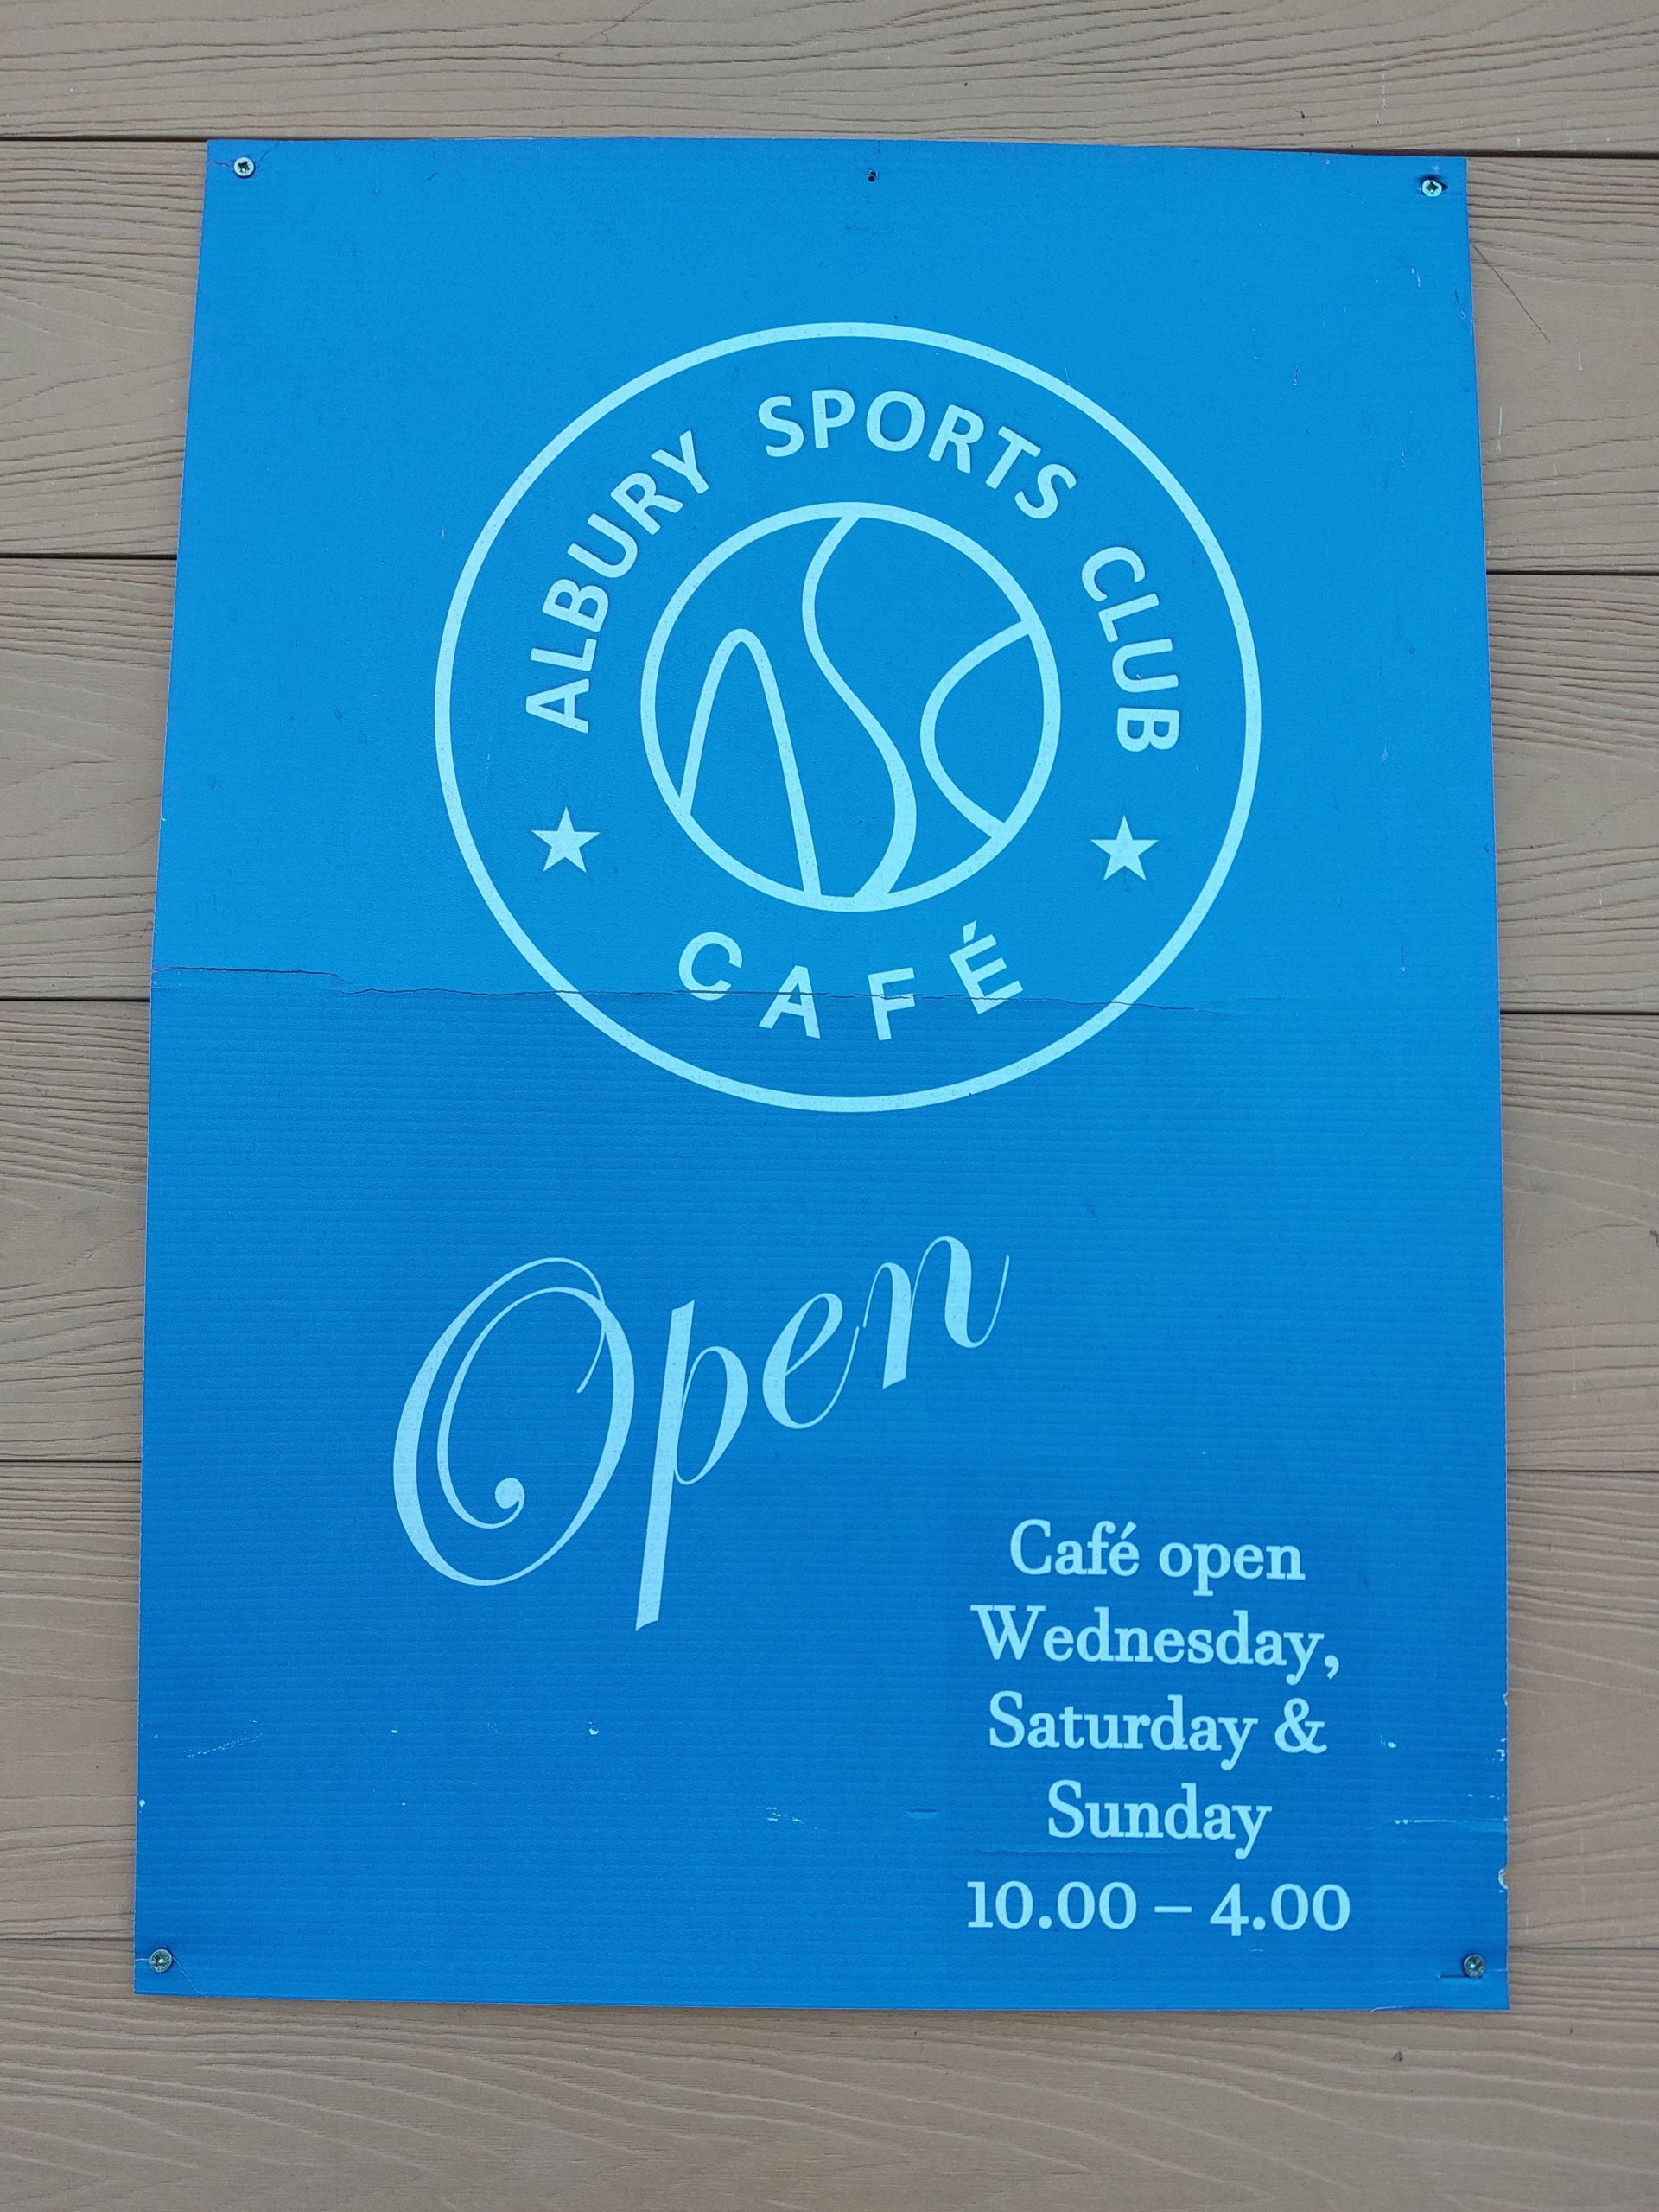 ALBURY SPORTS CLUB
ASC
CAFÉ
Open
Café open
Wednesday,
Saturday &
Sunday
10.00 – 4.00